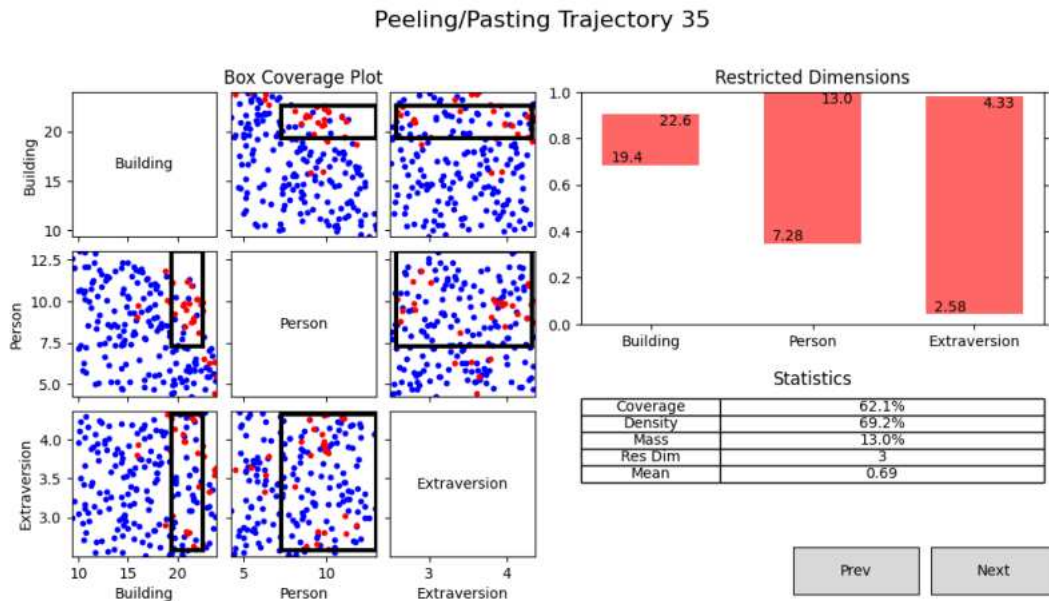 Peeling/Pasting Trajectory 35
Box Coverage Plot
Building
20
15
10
Building
Person
12.5
10.0
7.5
5.0
Person
Extraversion
4.0
3.5
3.0
Extraversion
10 15 20
Building
5 10
Person
3 4
Extraversion
Restricted Dimensions
1.0
0.8
0.6
0.4
0.2
0.0
22.6
19.4
13.0
7.28
4.33
2.58
Building Person Extraversion
Statistics
Coverage 62.1%
Density 69.2%
Mass 13.0%
Res Dim 3
Mean 0.69
Prev Next